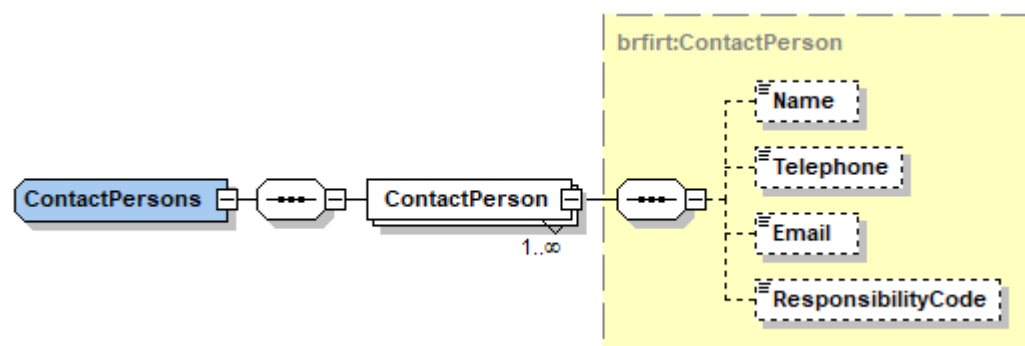 brfirt:ContactPerson
Name
Telephone
ContactPersons
ContactPerson
1..∞
Email
ResponsibilityCode